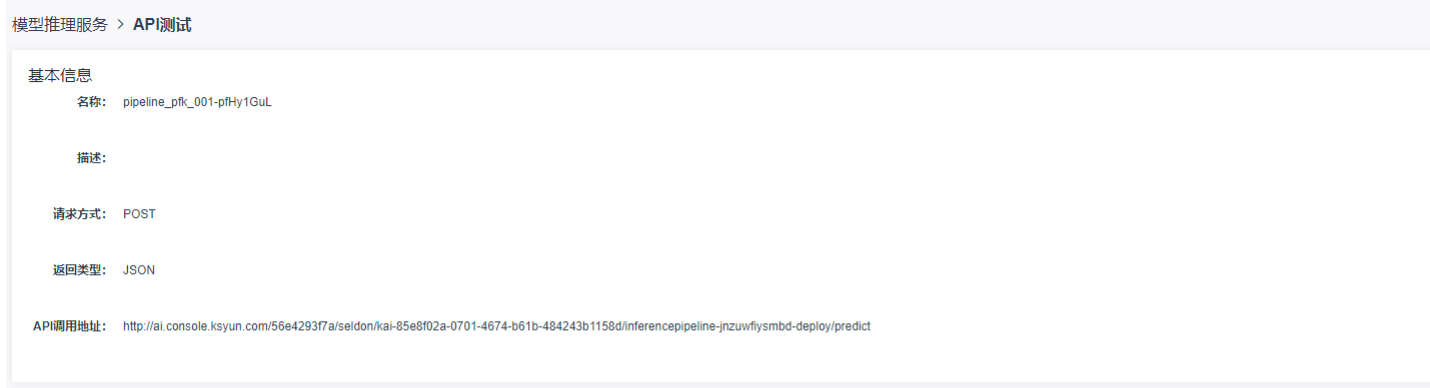 模型推理服务 > API测试
基本信息
名称: pipeline_pfk_001-pfHy1GuL
描述:
请求方式: POST
返回类型: JSON
API调用地址: http://ai.console.ksyun.com/56e4293f7a/seldon/kai-85e8f02a-0701-4674-b61b-484243b1158d/inferencepipeline-jnzuwfiysmbd-deploy/predict